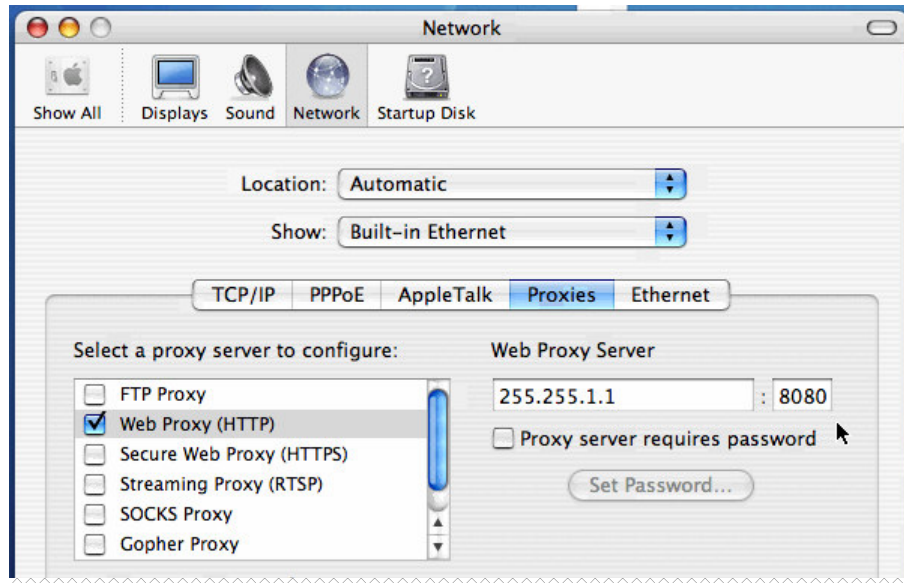 Network
Show All Displays Sound Network Startup Disk
Location: Automatic
Show: Built-in Ethernet
TCP/IP PPPoE AppleTalk Proxies Ethernet
Select a proxy server to configure:
FTP Proxy
Web Proxy (HTTP)
Secure Web Proxy (HTTPS)
Streaming Proxy (RTSP)
SOCKS Proxy
Gopher Proxy
Web Proxy Server
255.255.1.1 : 8080
Proxy server requires password
Set Password...